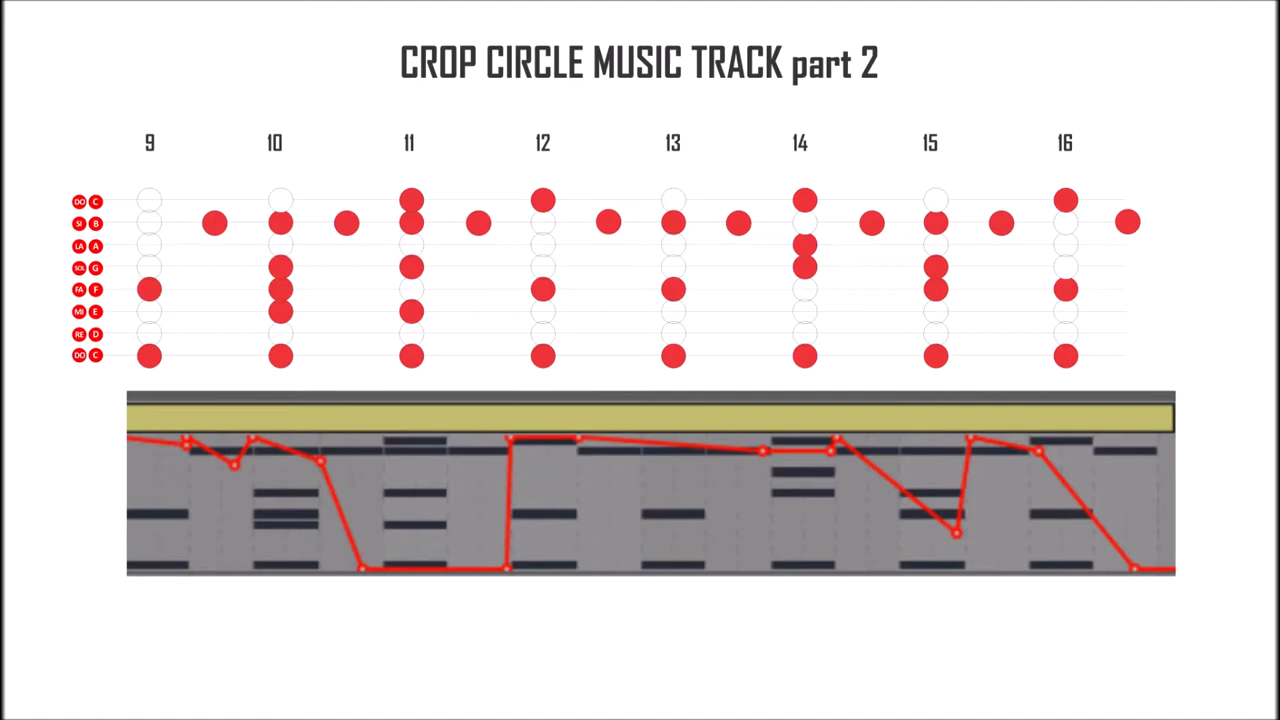 CROP CIRCLE MUSIC TRACK part 2
9 10 11 12 13 14 15 16
DO C
SI B
LA A
SOL G
FA F
MI E
RE D
DO C